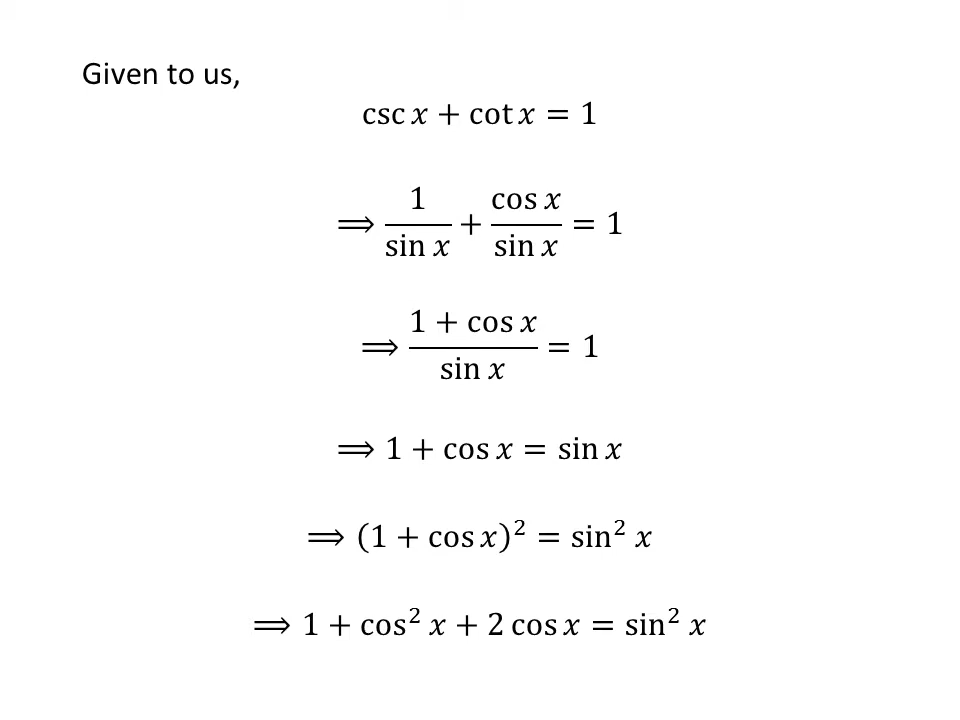 Given to us,
csc 𝑥 + cot 𝑥 = 1
⟹ 1/sin 𝑥 + cos 𝑥/sin 𝑥 = 1
⟹ (1 + cos 𝑥)/sin 𝑥 = 1
⟹ 1 + cos 𝑥 = sin 𝑥
⟹ (1 + cos 𝑥)² = sin² 𝑥
⟹ 1 + cos² 𝑥 + 2 cos 𝑥 = sin² 𝑥